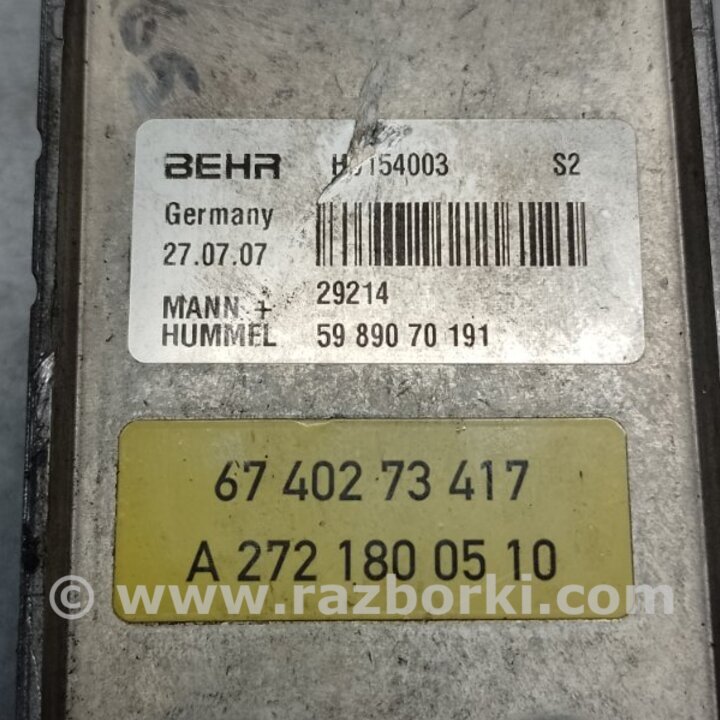 BEHR S2
Germany
27.07.07
MANN + 29214
HUMMEL 59 890 70 191
67 402 73 417
A 272 180 05 10
© www.razborki.com